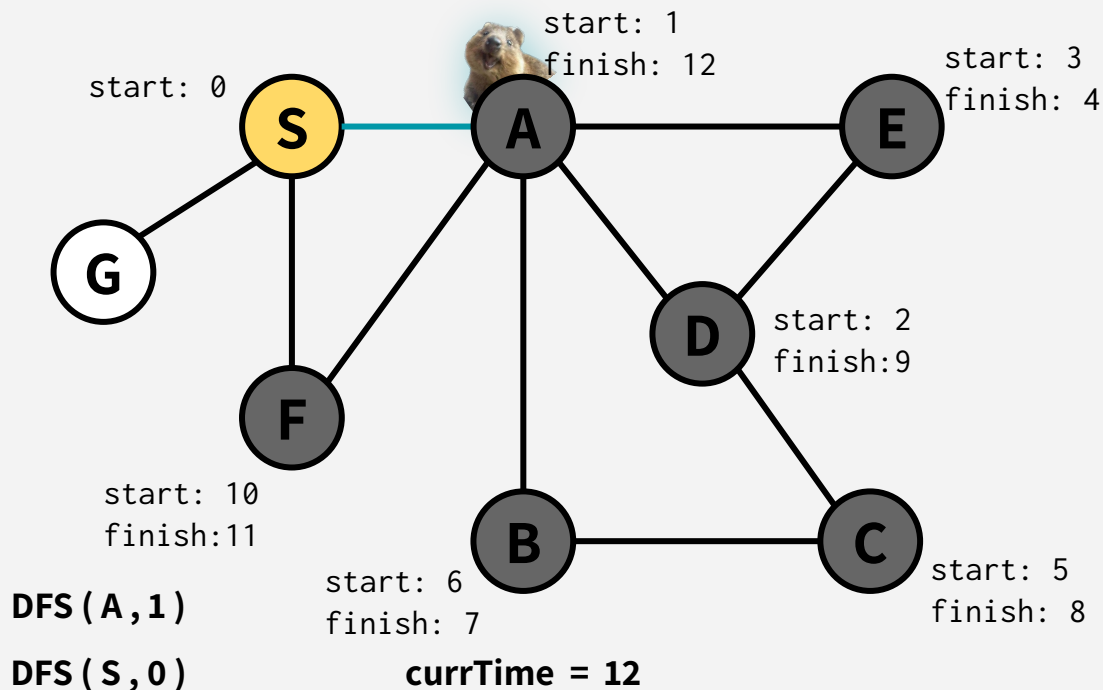 start: 1
finish: 12
start: 3
finish: 4
start: 0
S
A
E
G
D
start: 2
finish:9
F
start: 10
finish:11
B
C
start: 6
finish: 7
start: 5
finish: 8
DFS ( A , 1 )
DFS ( S , 0 )
currTime = 12